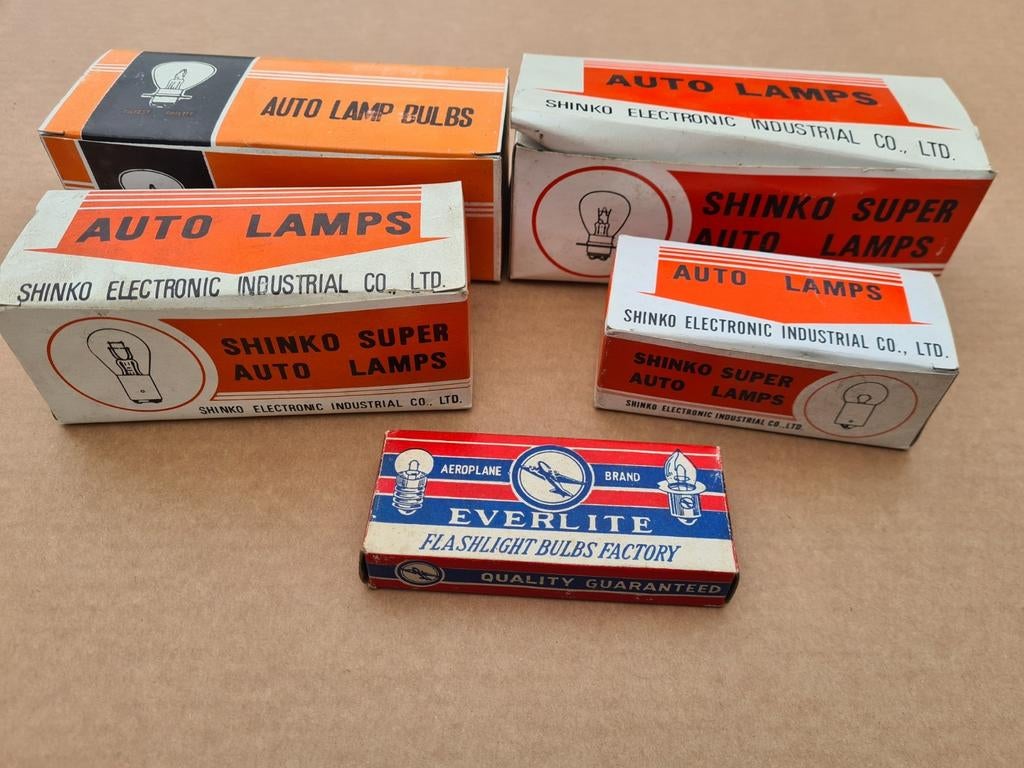 AUTO LAMP BULBS
AUTO LAMPS
SHINKO ELECTRONIC INDUSTRIAL CO., LTD.
SHINKO SUPER
AUTO LAMPS
AUTO LAMPS
SHINKO ELECTRONIC INDUSTRIAL CO., LTD.
SHINKO SUPER
AUTO LAMPS
SHINKO ELECTRONIC INDUSTRIAL CO., LTD.
AUTO LAMPS
SHINKO ELECTRONIC INDUSTRIAL CO., LTD.
SHINKO SUPER
AUTO LAMPS
SHINKO ELECTRONIC INDUSTRIAL CO.,LTD.
AEROPLANE BRAND
EVERLITE
FLASHLIGHT BULBS FACTORY
QUALITY GUARANTEED